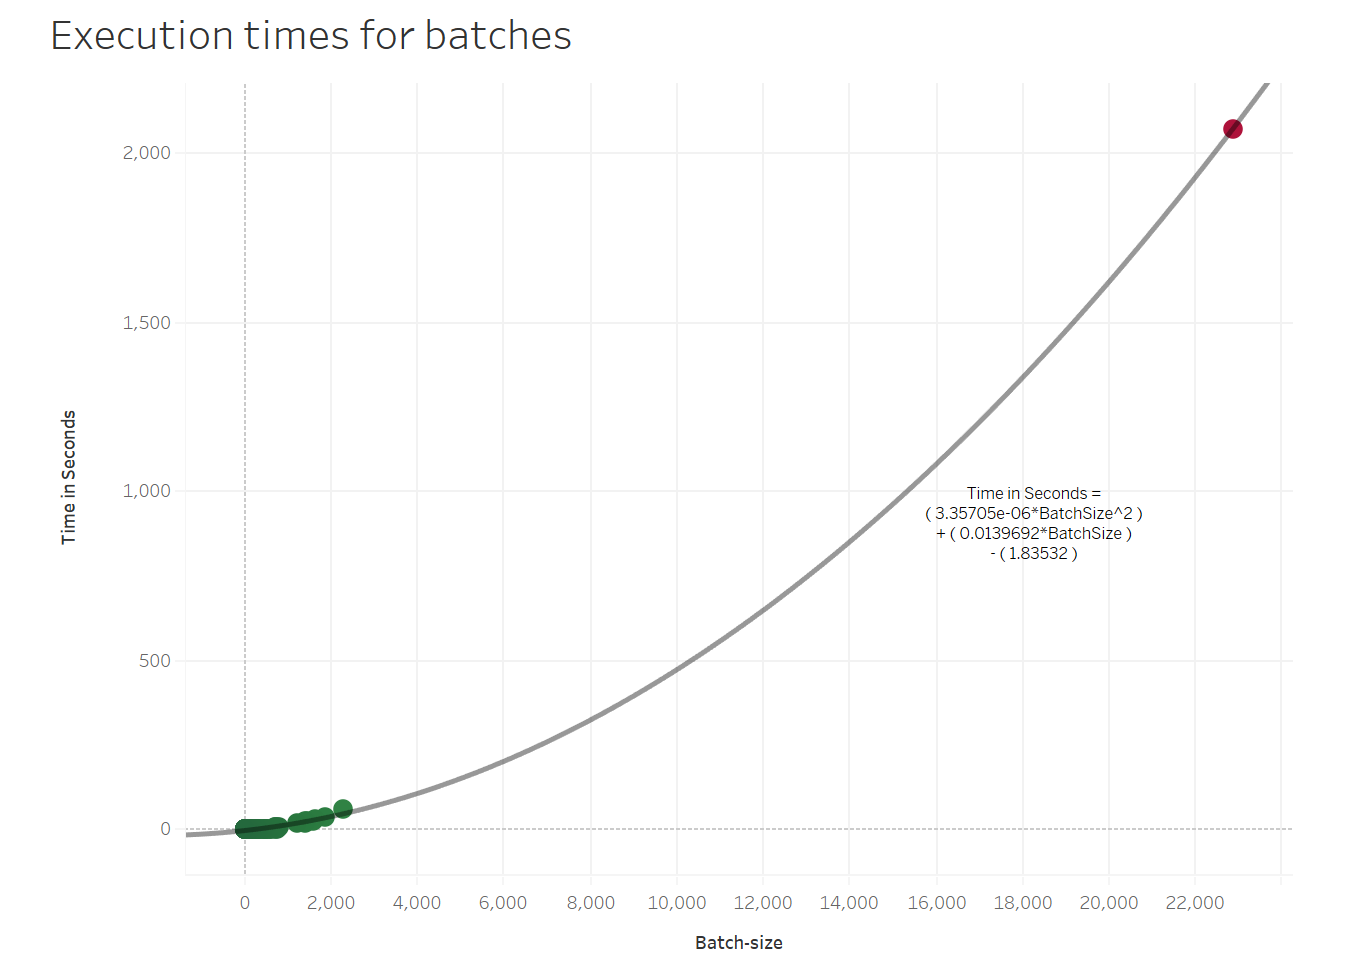 Execution times for batches
2,000
1,500
1,000
500
0
Time in Seconds
Time in Seconds =
( 3.35705e-06*BatchSize^2 )
+ ( 0.0139692*BatchSize )
- ( 1.83532 )
0 2,000 4,000 6,000 8,000 10,000 12,000 14,000 16,000 18,000 20,000 22,000
Batch-size